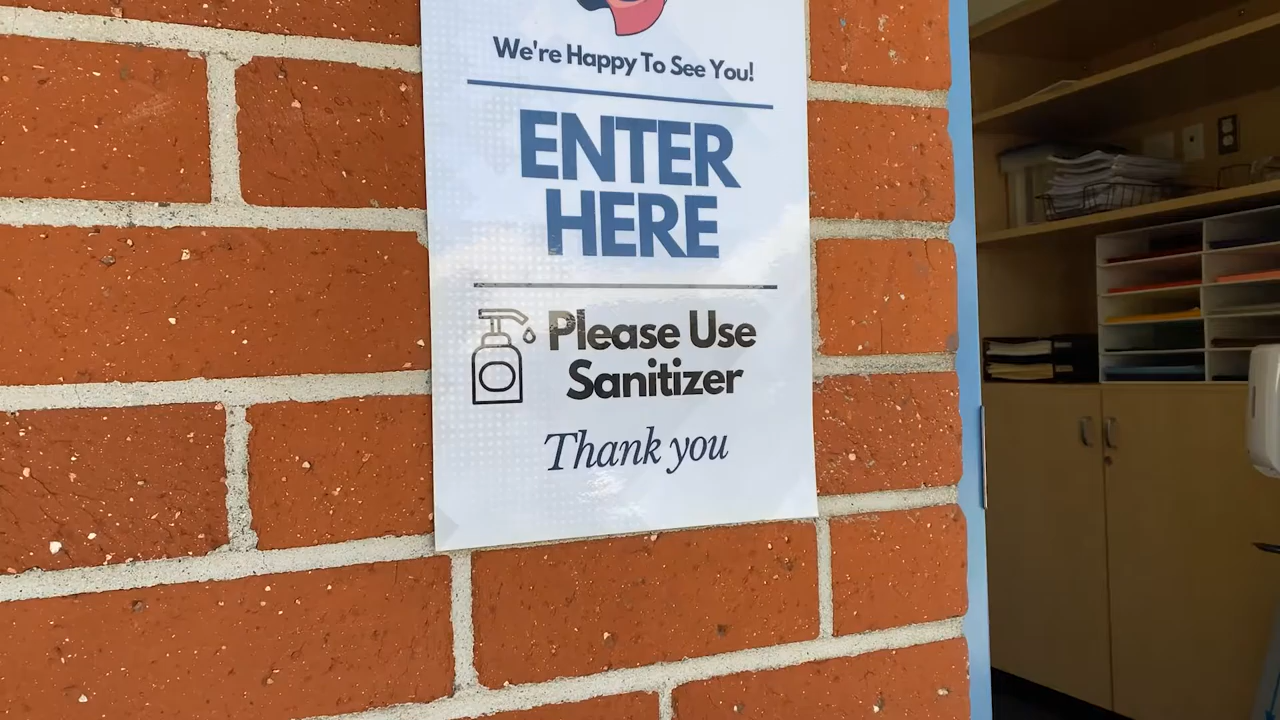 We're Happy To See You!
ENTER
HERE
Please Use
Sanitizer
Thank you